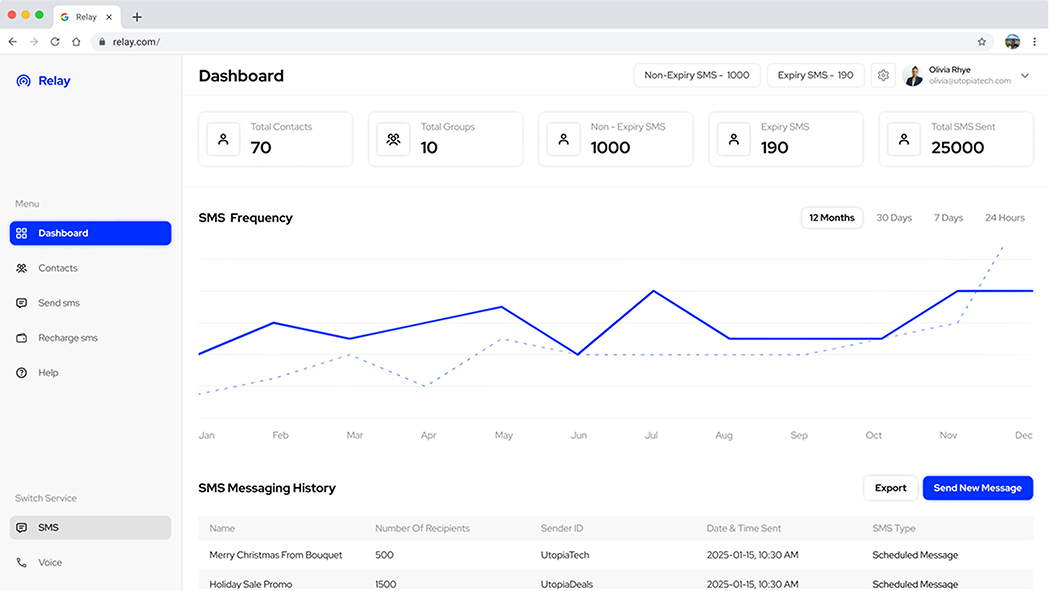 Relay
relay.com/
Relay
Dashboard
Non-Expiry SMS - 1000
Expiry SMS - 190
Olivia Rhye
olivia@utopiatech.com
Total Contacts
70
Total Groups
10
Non - Expiry SMS
1000
Expiry SMS
190
Total SMS Sent
25000
Menu
Dashboard
Contacts
Send sms
Recharge sms
Help
Switch Service
SMS
Voice
SMS Frequency
12 Months
30 Days
7 Days
24 Hours
Jan Feb Mar Apr May Jun Jul Aug Sep Oct Nov Dec
SMS Messaging History
Export
Send New Message
Name Number Of Recipients Sender ID Date & Time Sent SMS Type
Merry Christmas From Bouquet 500 UtopiaTech 2025-01-15, 10:30 AM Scheduled Message
Holiday Sale Promo 1500 UtopiaDeals 2025-01-15, 10:30 AM Scheduled Message